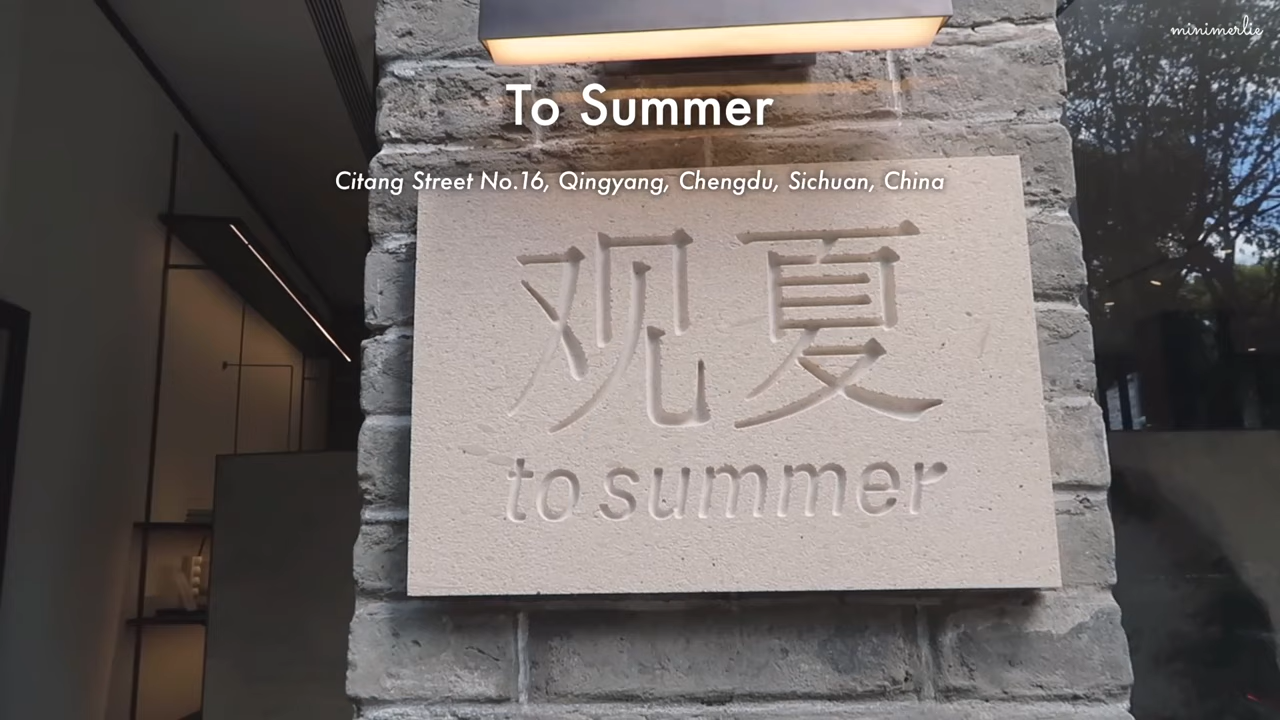 minimerlie
To Summer
Citang Street No.16, Qingyang, Chengdu, Sichuan, China
观夏
to summer